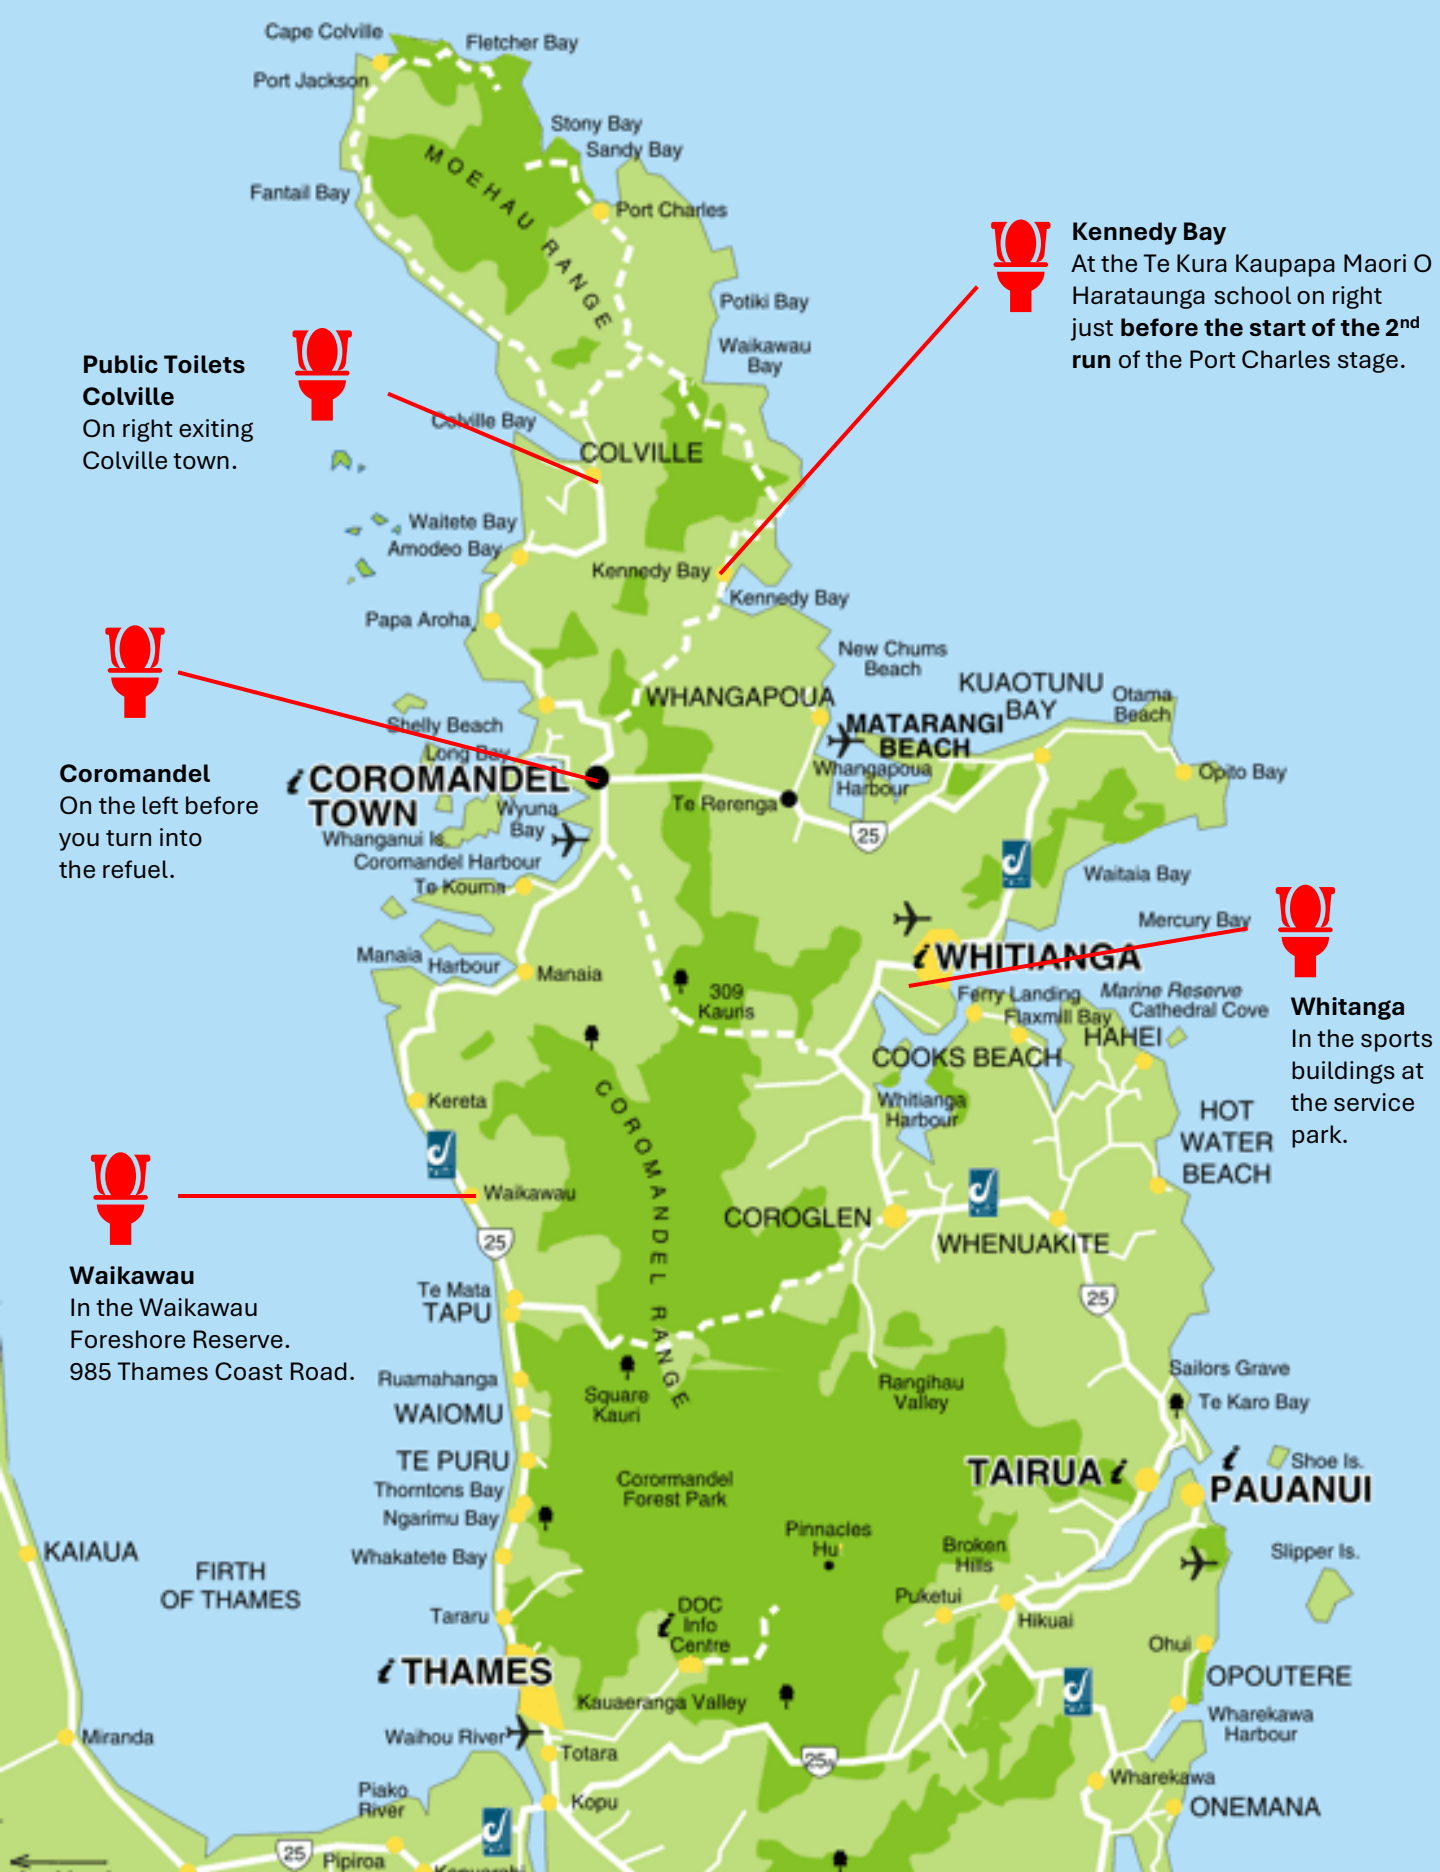 Cape Colville
Fletcher Bay
Port Jackson
Stony Bay
Sandy Bay
MOEHAU RANGE
Fantail Bay
Port Charles
Kennedy Bay
At the Te Kura Kaupapa Maori O
Harataunga school on right
just before the start of the 2nd
run of the Port Charles stage.
Potiki Bay
Waikawau
Bay
Public Toilets
Colville
On right exiting
Colville town.
Colville Bay
COLVILLE
Waitete Bay
Amodeo Bay
Kennedy Bay
Kennedy Bay
Papa Aroha
New Chums
Beach
KUAOTUNU
BAY
Otama
Beach
WHANGAPOUA
MATARANGI
BEACH
Shelly Beach
Long Bay
Coromandel
On the left before
you turn into
the refuel.
i COROMANDEL
TOWN
Whangapoua
Harbour
Opito Bay
Te Rerenga
Wyuna
Bay
25
Whanganui Is.
Coromandel Harbour
Te Kouma
Waitaia Bay
Mercury Bay
Manaia
Harbour
Manaia
i WHITIANGA
309
Kauris
Ferry Landing
Marine Reserve
Cathedral Cove
Flaxmill Bay
HAHEI
COOKS BEACH
Whitanga
In the sports
buildings at
the service
park.
Kereta
COROMANDEL RANGE
Whitianga
Harbour
HOT
WATER
BEACH
Waikawau
25
COROGLEN
WHENUAKITE
Waikawau
In the Waikawau
Foreshore Reserve.
985 Thames Coast Road.
Te Mata
TAPU
25
Ruamahanga
WAIOMU
Square
Kauri
Rangihau
Valley
Sailors Grave
Te Karo Bay
TE PURU
Thorntons Bay
Ngarimu Bay
Corormandel
Forest Park
TAIRUA i
i
Shoe Is.
PAUANUI
KAIAUA
FIRTH
OF THAMES
Whakatete Bay
Pinnacles
Hu
Broken
Hills
Slipper Is.
Tararu
DOC
i Info
Centre
Puketui
Hikuai
Ohui
i THAMES
Kauaeranga Valley
OPOUTERE
Wharekawa
Harbour
Miranda
Waihou River
Totara
25a
Piako
River
Kopu
Wharekawa
ONEMANA
25
Pipiroa